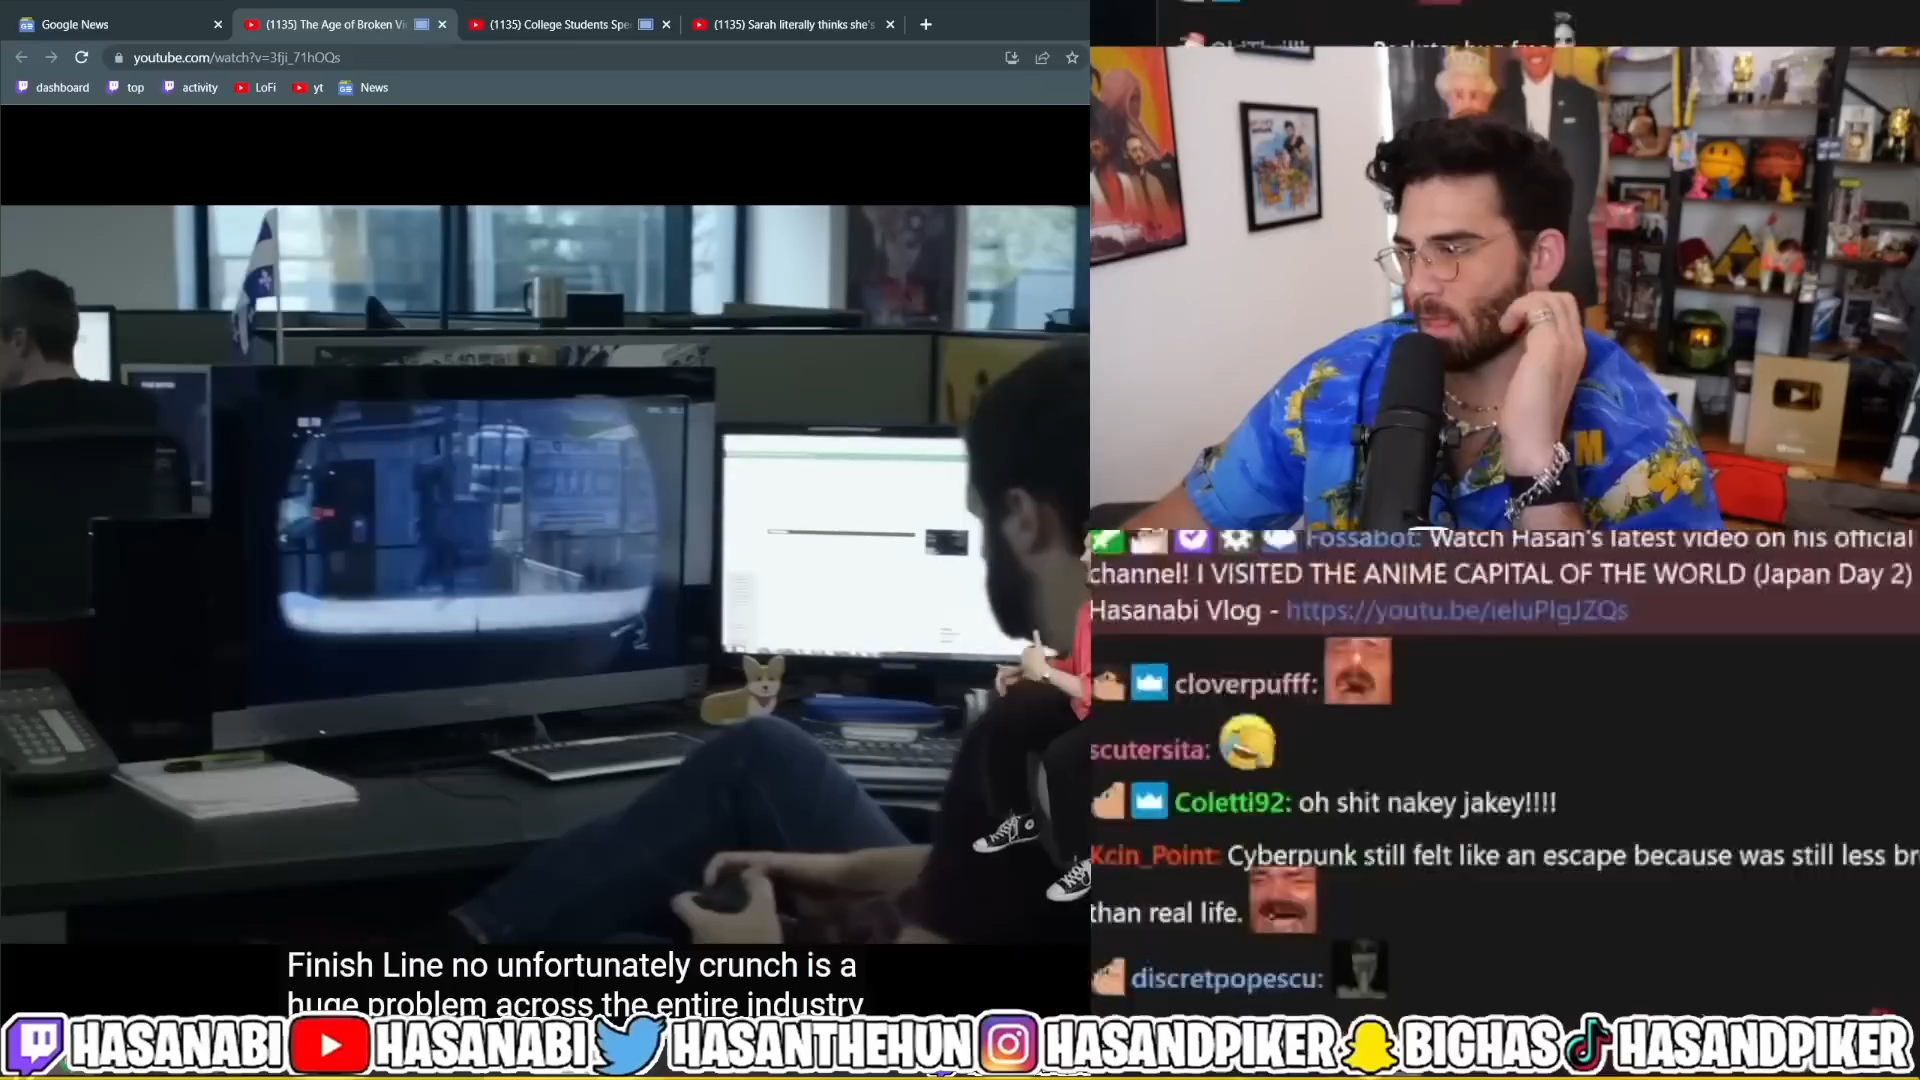 Google News
(1135) The Age of Broken Vi
(1135) College Students Spe
(1135) Sarah literally thinks she's
youtube.com/watch?v=3fji_71hOQs
dashboard
top
activity
LoFi
yt
News
Finish Line no unfortunately crunch is a
huge problem across the entire industry
Fossabot: Watch Hasan's latest video on his official
channel! I VISITED THE ANIME CAPITAL OF THE WORLD (Japan Day 2)
Hasanabi Vlog - https://youtu.be/ieluPlgJZQs
cloverpufff:
scutersita:
Coletti92: oh shit nakey jakey!!!!
Kcin_Point: Cyberpunk still felt like an escape because was still less br
than real life.
discretpopescu:
HASANABI HASANABI HASANTHEHUN HASANDPIKER BIGHAS HASANDPIKER